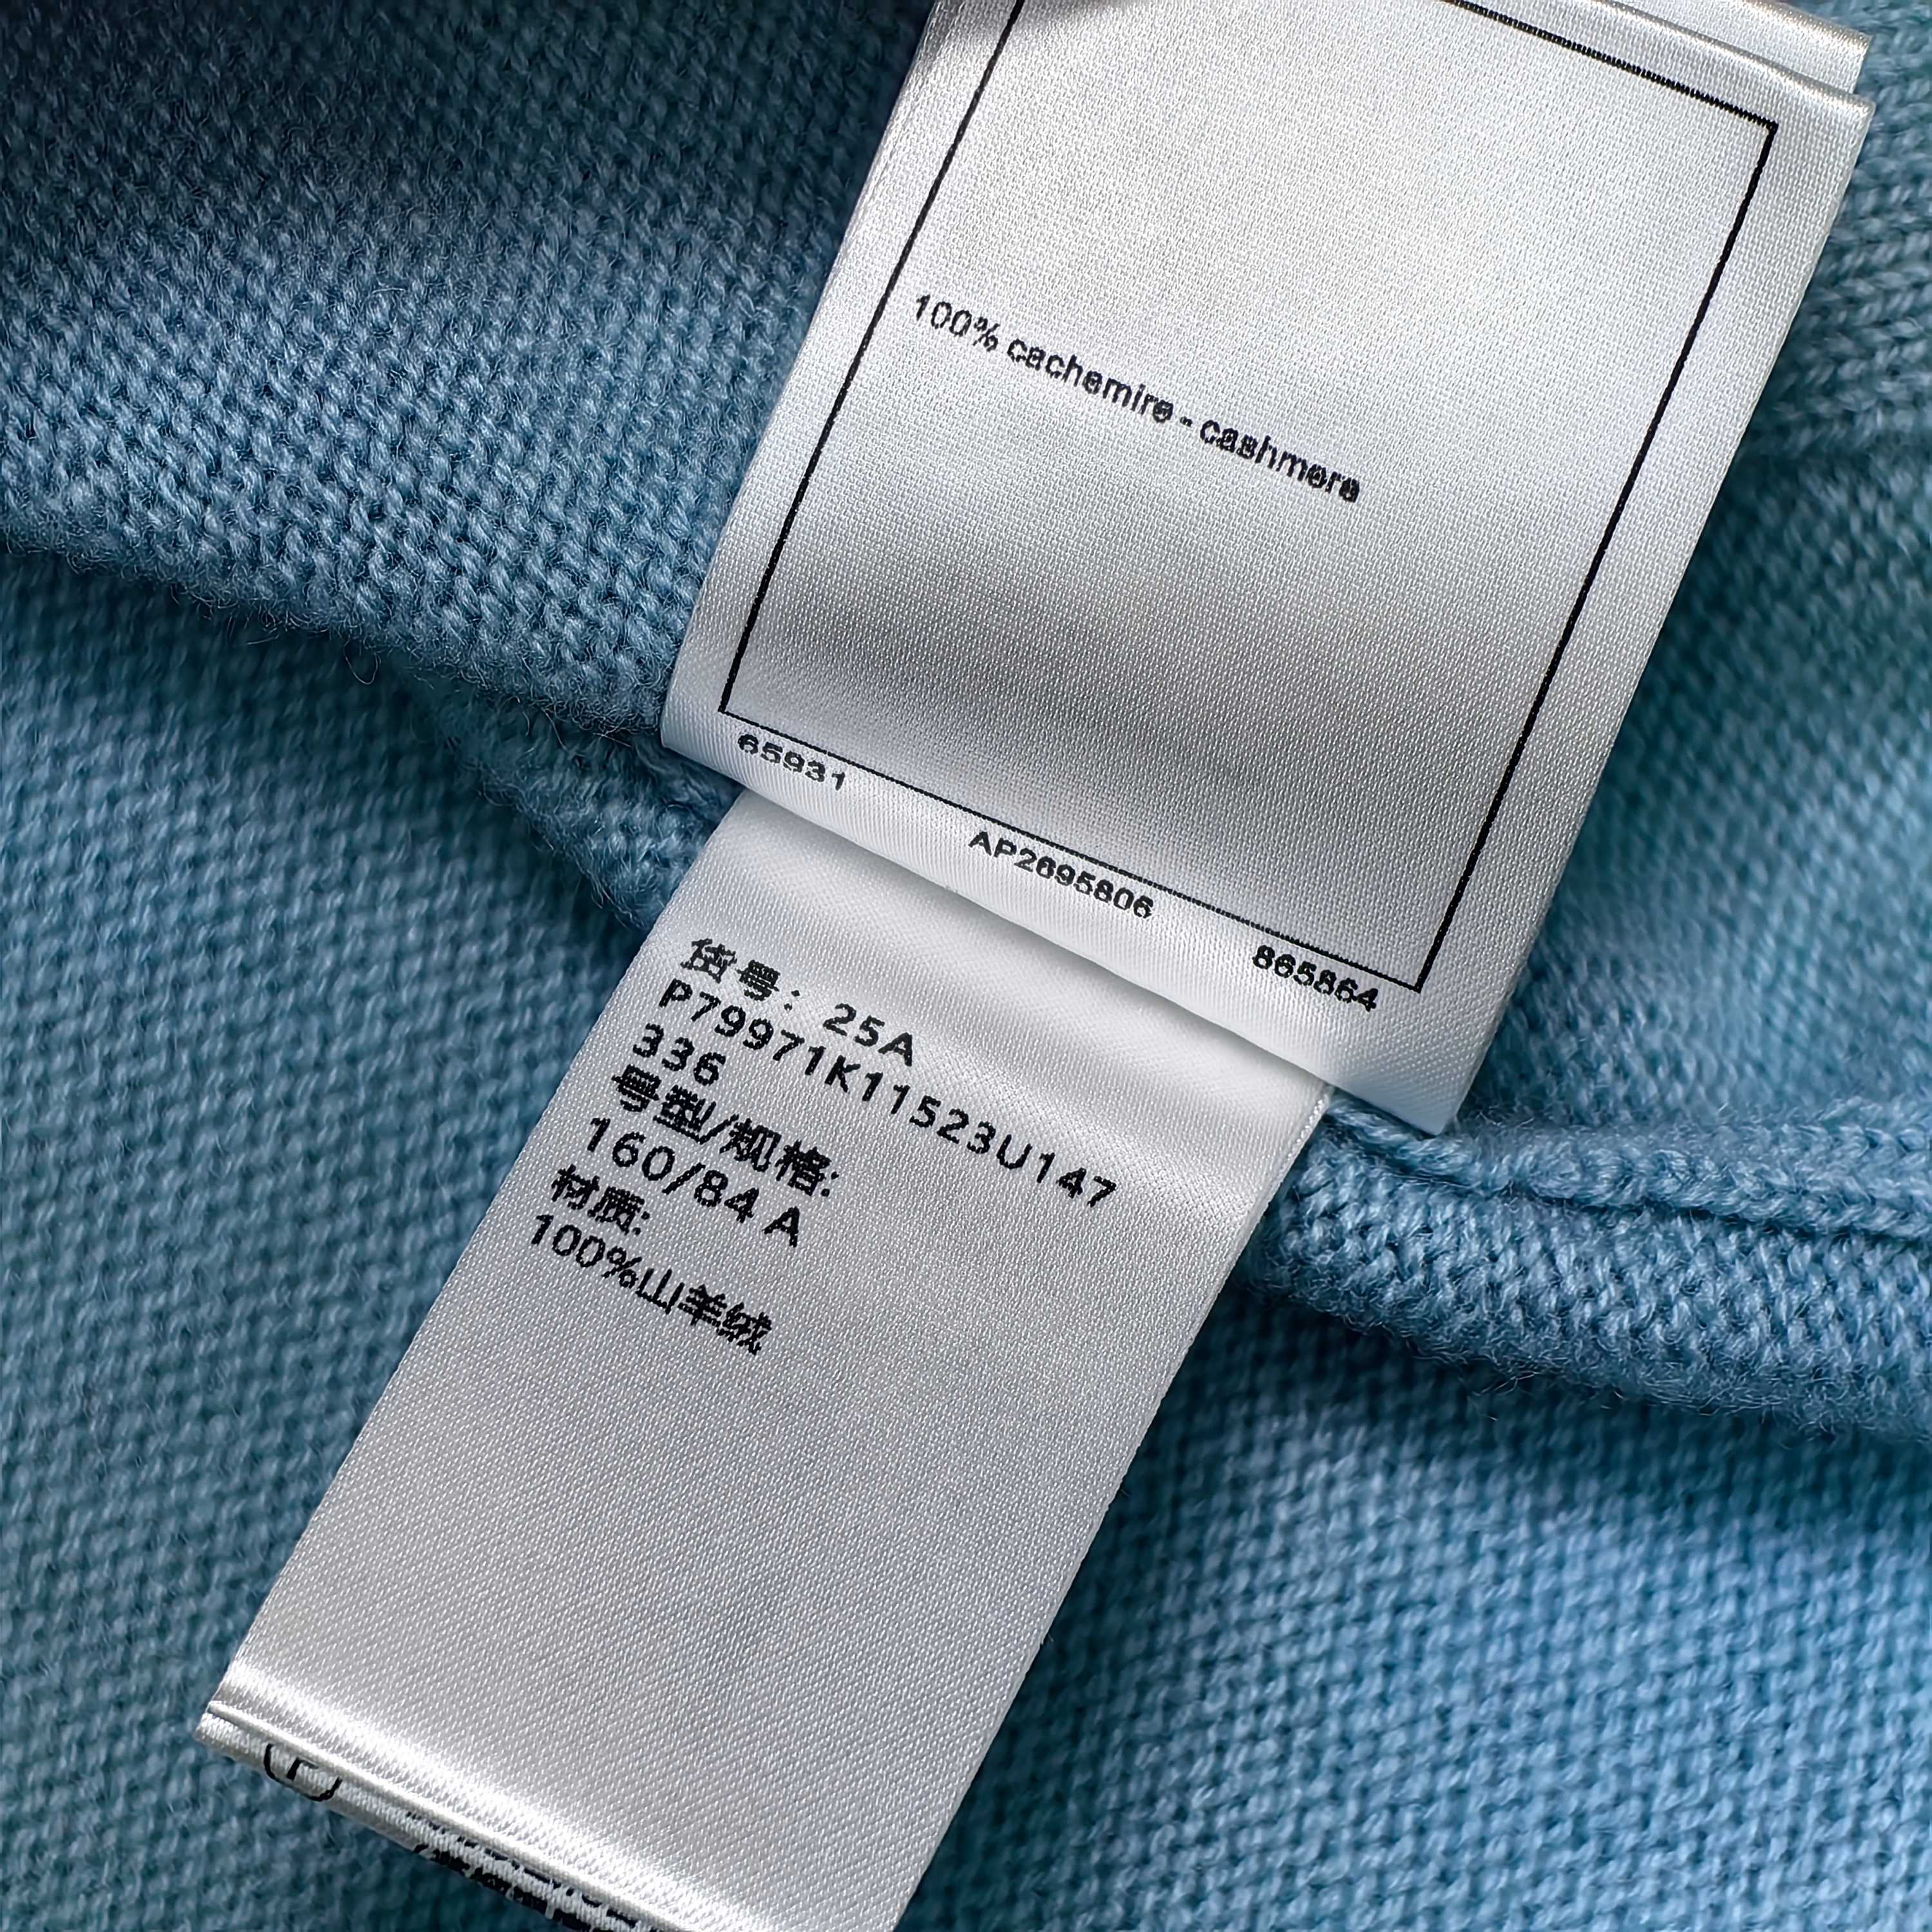 100% cachemire - cashmere
65931
AP2695806
865864
货号: 25A
P79971K11523U147
336
号型/规格:
160/84 A
材质:
100%山羊绒
P